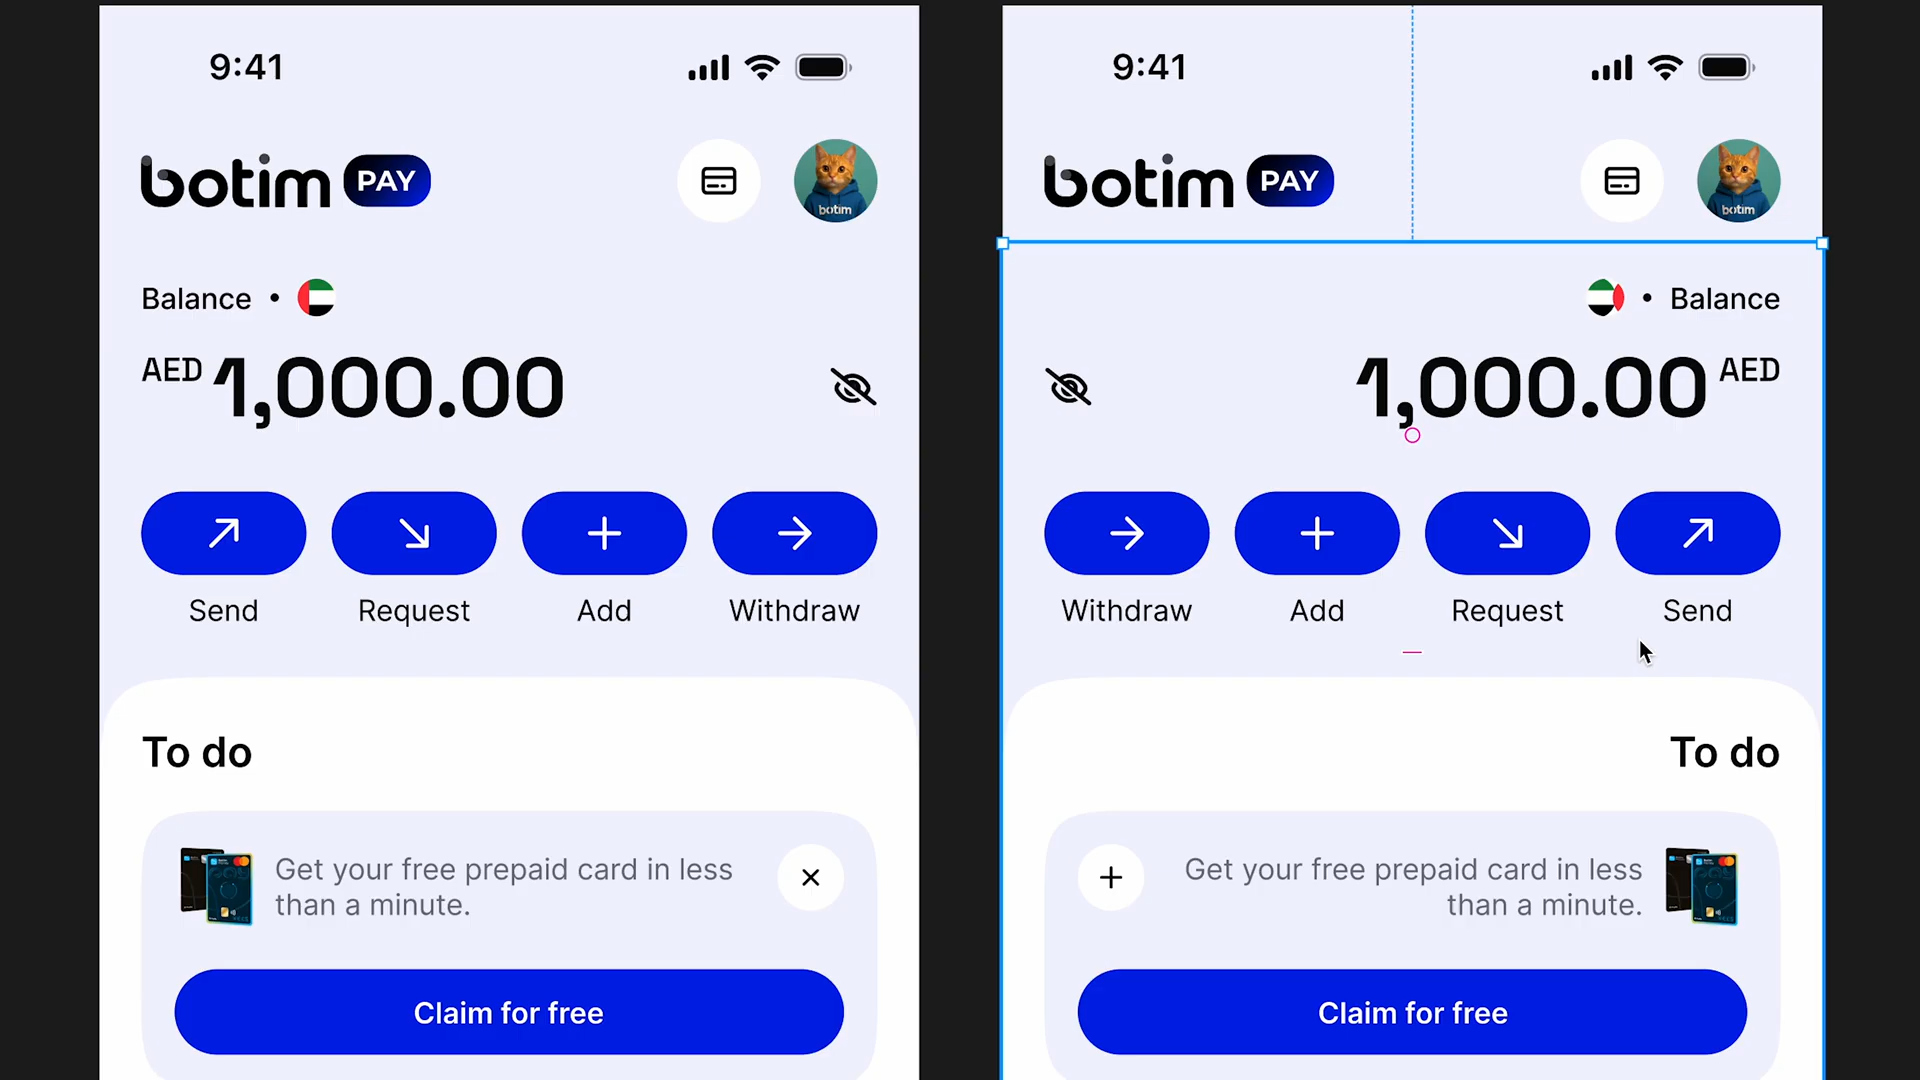 9:41
botim PAY
botim
Balance •
AED 1,000.00
Send Request Add Withdraw
To do
Get your free prepaid card in less
than a minute.
Claim for free
9:41
botim PAY
botim
• Balance
1,000.00 AED
Withdraw Add Request Send
To do
Get your free prepaid card in less
than a minute.
Claim for free